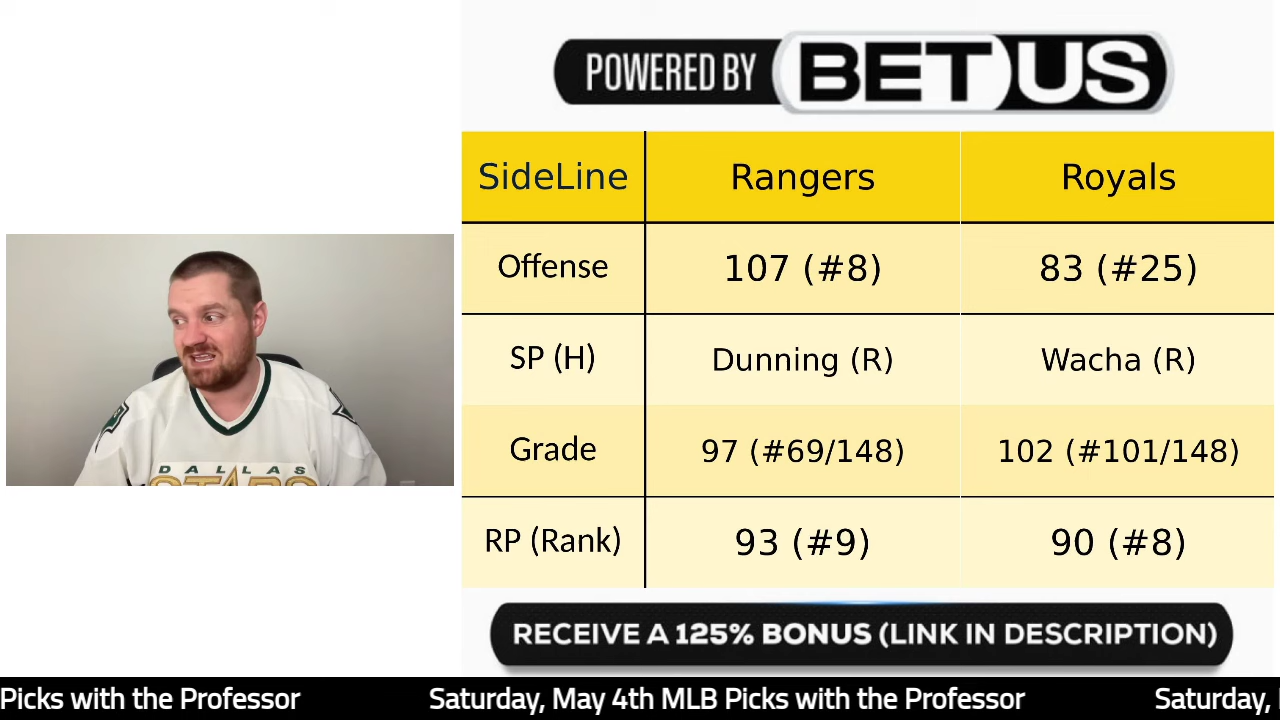 POWERED BY BETUS
SideLine Rangers Royals
Offense 107 (#8) 83 (#25)
SP (H) Dunning (R) Wacha (R)
Grade 97 (#69/148) 102 (#101/148)
RP (Rank) 93 (#9) 90 (#8)
DALLAS
STARS
RECEIVE A 125% BONUS (LINK IN DESCRIPTION)
Picks with the Professor Saturday, May 4th MLB Picks with the Professor Saturday,